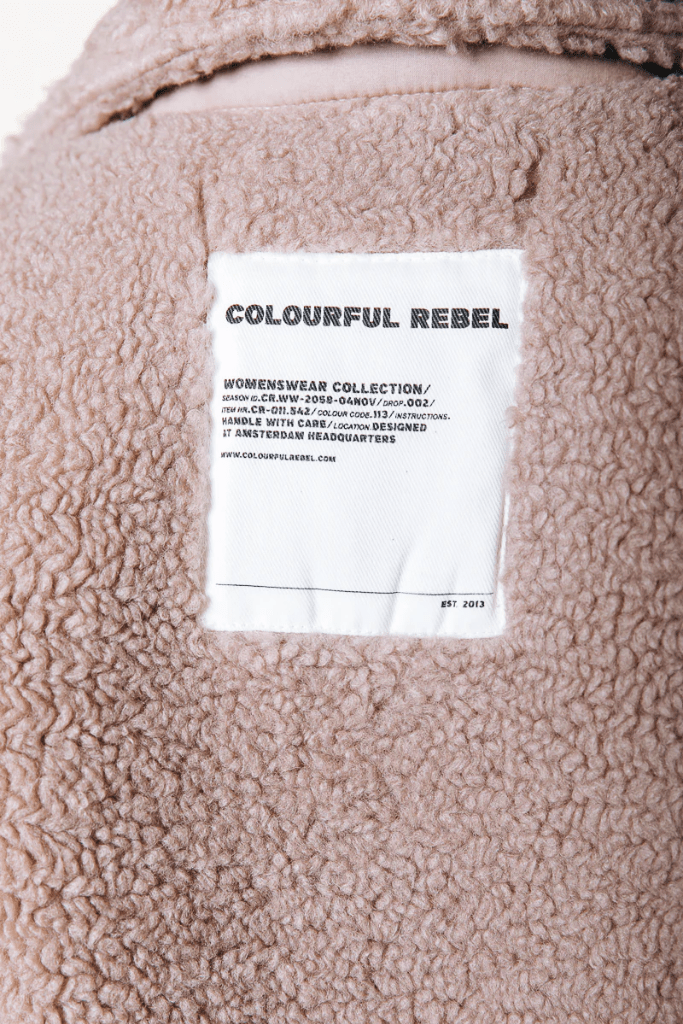 COLOURFUL REBEL
WOMENSWEAR COLLECTION/
SEASON ID.CR.WW-2058-04NOV/DROP.002/
ITEM NR.CR-011.542/COLOUR CODE.113/INSTRUCTIONS.
HANDLE WITH CARE/LOCATION.DESIGNED
AT AMSTERDAM HEADQUARTERS
WWW.COLOURFULREBEL.COM
EST. 2013